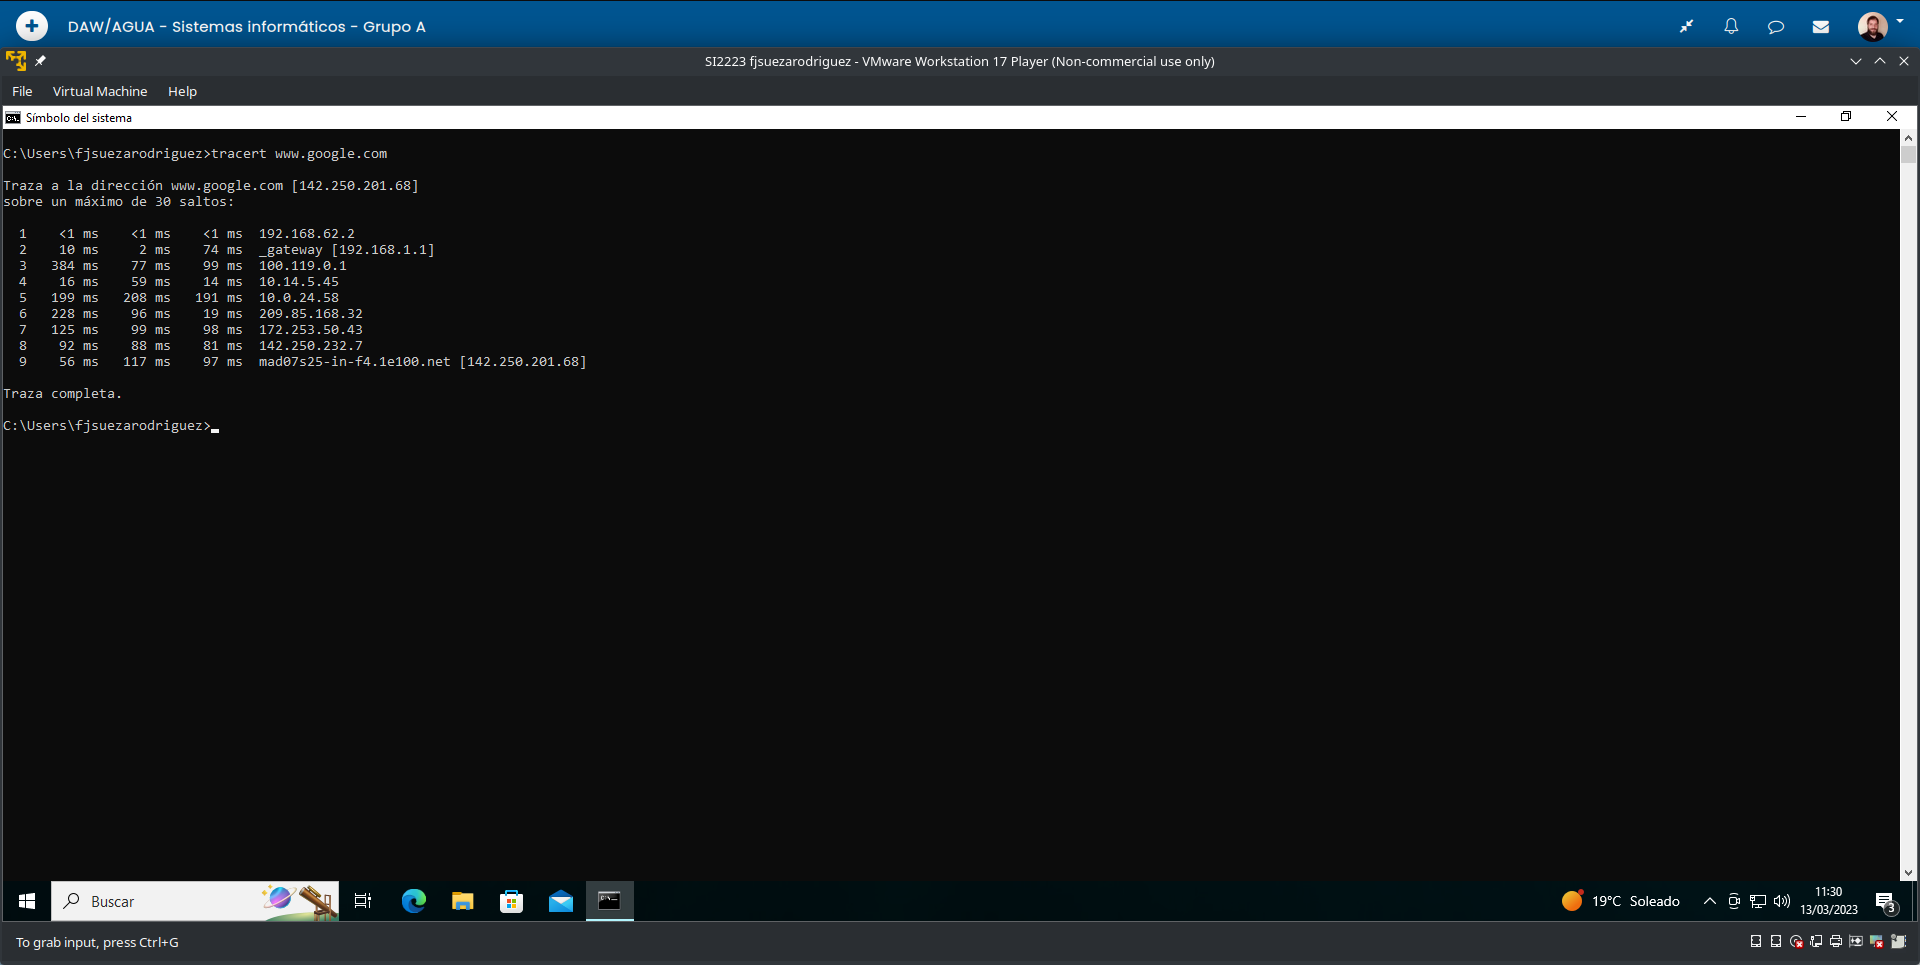 DAW/AGUA - Sistemas informáticos - Grupo A
SI2223 fjsuezarodriguez - VMware Workstation 17 Player (Non-commercial use only)
File Virtual Machine Help
Símbolo del sistema
C:\Users\fjsuezarodriguez>tracert www.google.com
Traza a la dirección www.google.com [142.250.201.68]
sobre un máximo de 30 saltos:
1 <1 ms <1 ms <1 ms 192.168.62.2
2 10 ms 2 ms 74 ms _gateway [192.168.1.1]
3 384 ms 77 ms 99 ms 100.119.0.1
4 16 ms 59 ms 14 ms 10.14.5.45
5 199 ms 208 ms 191 ms 10.0.24.58
6 228 ms 96 ms 19 ms 209.85.168.32
7 125 ms 99 ms 98 ms 172.253.50.43
8 92 ms 88 ms 81 ms 142.250.232.7
9 56 ms 117 ms 97 ms mad07s25-in-f4.1e100.net [142.250.201.68]
Traza completa.
C:\Users\fjsuezarodriguez>
Buscar
19°C Soleado
11:30
13/03/2023
3
To grab input, press Ctrl+G